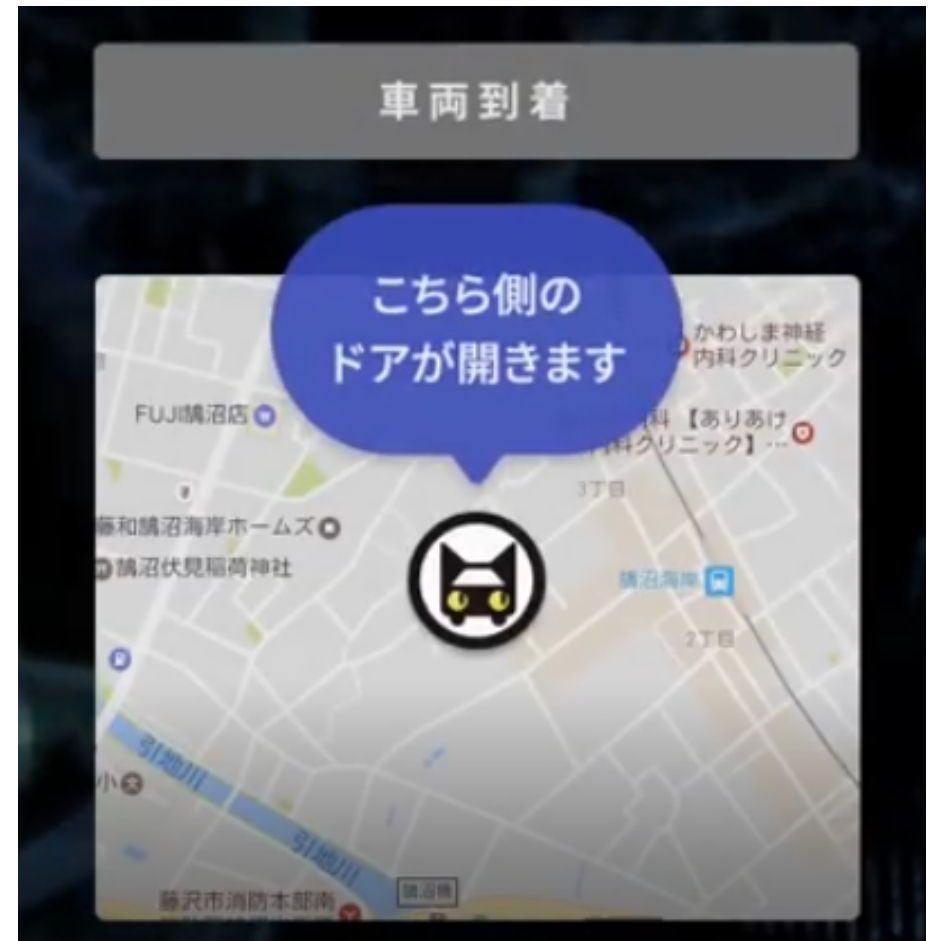 車両到着
こちら側の
ドアが開きます
かわしま神経
内科クリニック
FUJI鵠沼店
科 【ありあけ
内科クリニック】…
3丁目
藤和鵠沼海岸ホームズ
鵠沼伏見稲荷神社
鵠沼海岸
2丁目
引地川
小
引地川
鵠沼橋
藤沢市消防本部南